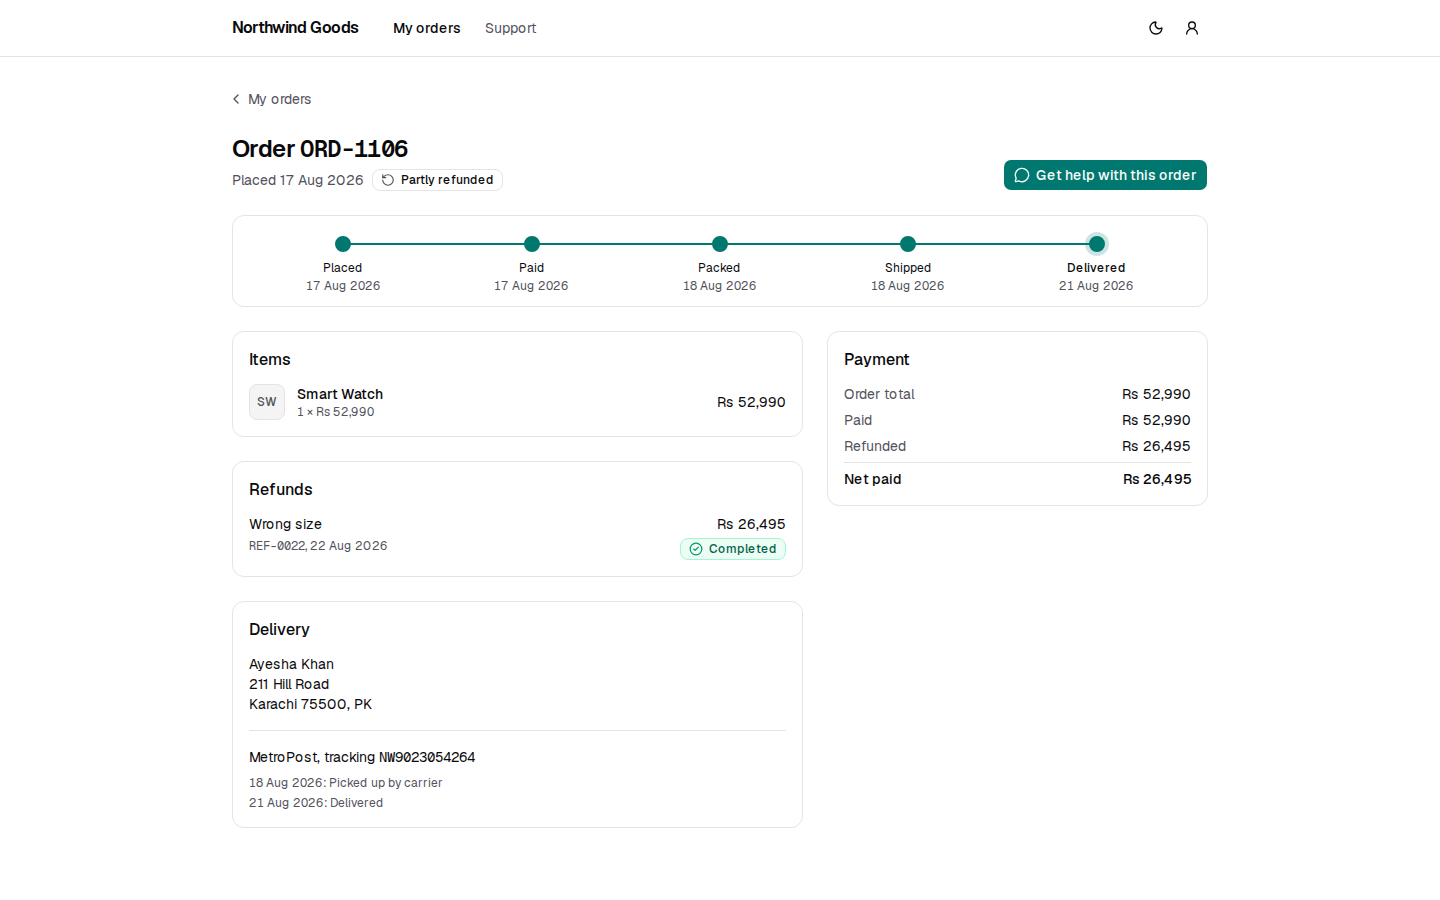 Northwind Goods
My orders
Support
My orders
Order ORD-1106
Placed 17 Aug 2026
Partly refunded
Get help with this order
Placed
17 Aug 2026
Paid
17 Aug 2026
Packed
18 Aug 2026
Shipped
18 Aug 2026
Delivered
21 Aug 2026
Items
SW
Smart Watch
1 × Rs 52,990
Rs 52,990
Refunds
Wrong size
Rs 26,495
REF-0022, 22 Aug 2026
Completed
Delivery
Ayesha Khan
211 Hill Road
Karachi 75500, PK
MetroPost, tracking NW9023054264
18 Aug 2026: Picked up by carrier
21 Aug 2026: Delivered
Payment
Order total Rs 52,990
Paid Rs 52,990
Refunded Rs 26,495
Net paid Rs 26,495